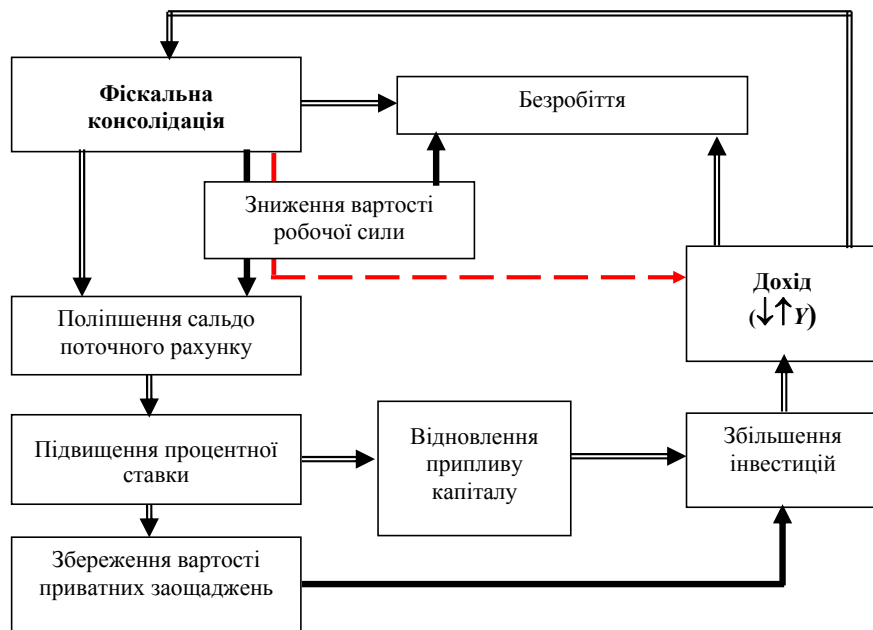 Фіскальна
консолідація
Безробіття
Зниження вартості
робочої сили
Дохід
(↓↑Y)
Поліпшення сальдо
поточного рахунку
Підвищення процентної
ставки
Відновлення
припливу
капіталу
Збільшення
інвестицій
Збереження вартості
приватних заощаджень